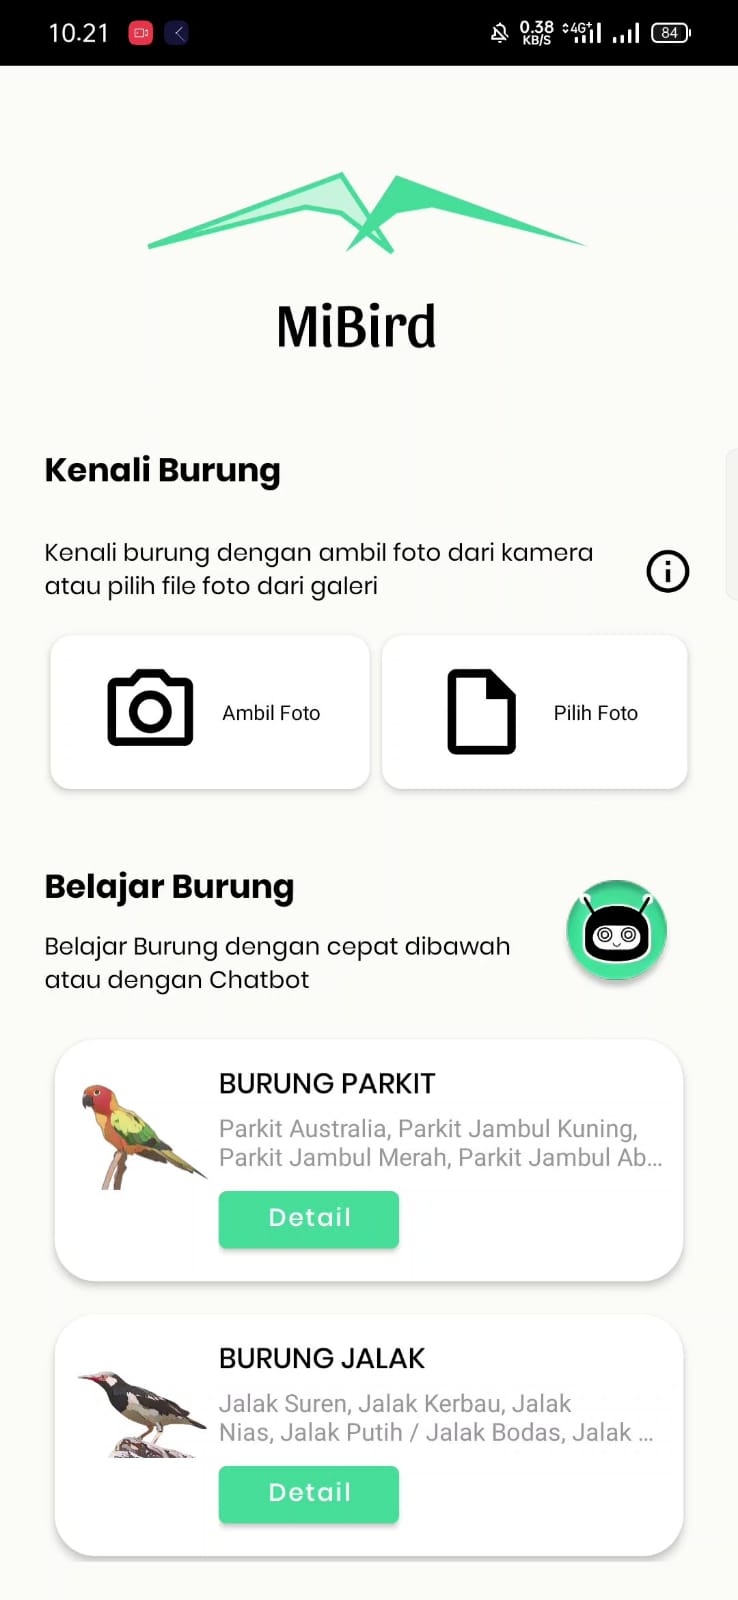 10.21
0.38
KB/S
4G+
84
MiBird
Kenali Burung
Kenali burung dengan ambil foto dari kamera
atau pilih file foto dari galeri
Ambil Foto
Pilih Foto
Belajar Burung
Belajar Burung dengan cepat dibawah
atau dengan Chatbot
BURUNG PARKIT
Parkit Australia, Parkit Jambul Kuning,
Parkit Jambul Merah, Parkit Jambul Ab...
Detail
BURUNG JALAK
Jalak Suren, Jalak Kerbau, Jalak
Nias, Jalak Putih / Jalak Bodas, Jalak ...
Detail